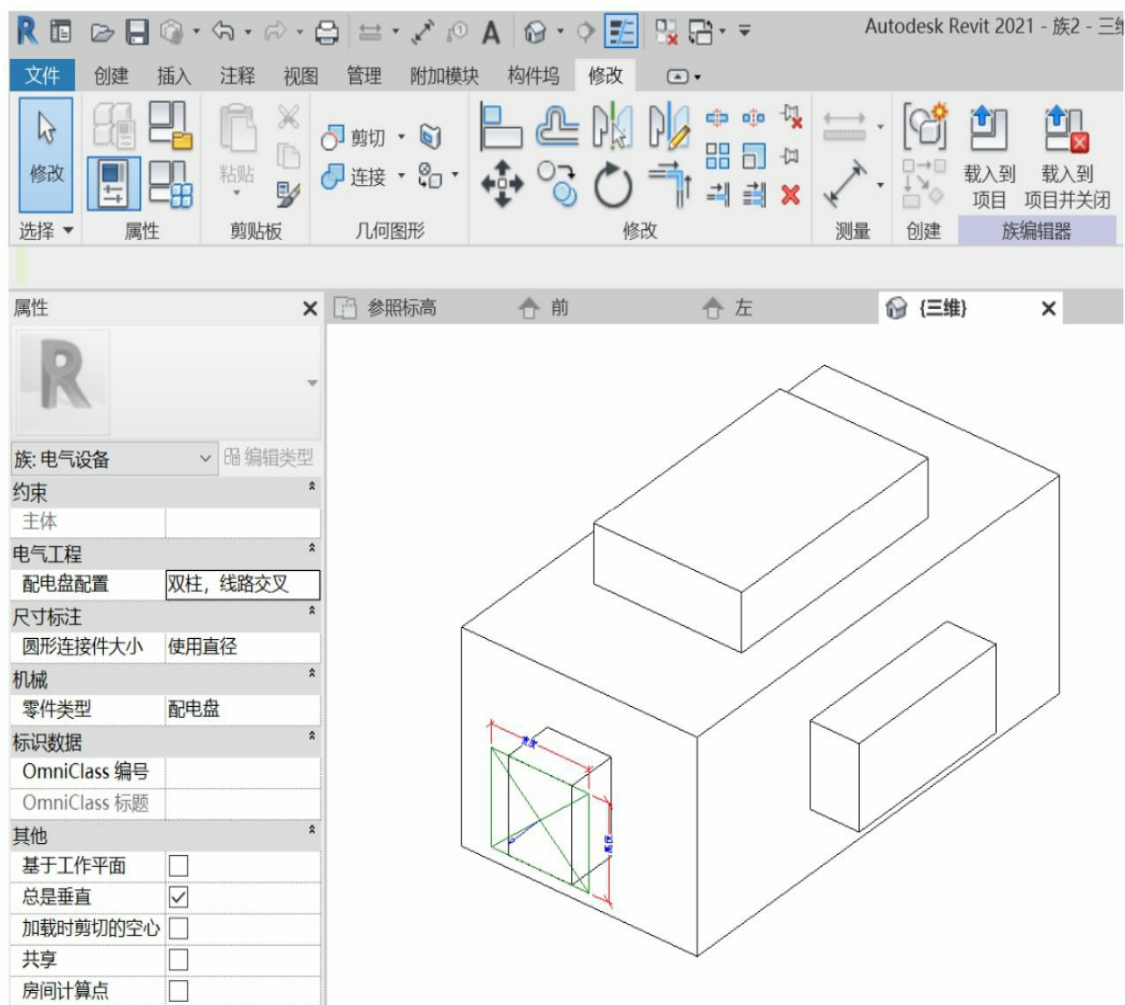 Autodesk Revit 2021 - 族2 - 三维
文件 创建 插入 注释 视图 管理 附加模块 构件坞 修改
修改 粘贴 剪切 连接 载入到项目 载入到项目并关闭
选择 属性 剪贴板 几何图形 修改 测量 创建 族编辑器
属性
参照标高 前 左 {三维}
族: 电气设备 编辑类型
约束
主体
电气工程
配电盘配置 双柱，线路交叉
尺寸标注
圆形连接件大小 使用直径
机械
零件类型 配电盘
标识数据
OmniClass 编号
OmniClass 标题
其他
基于工作平面
总是垂直
加载时剪切的空心
共享
房间计算点
宽度
高度